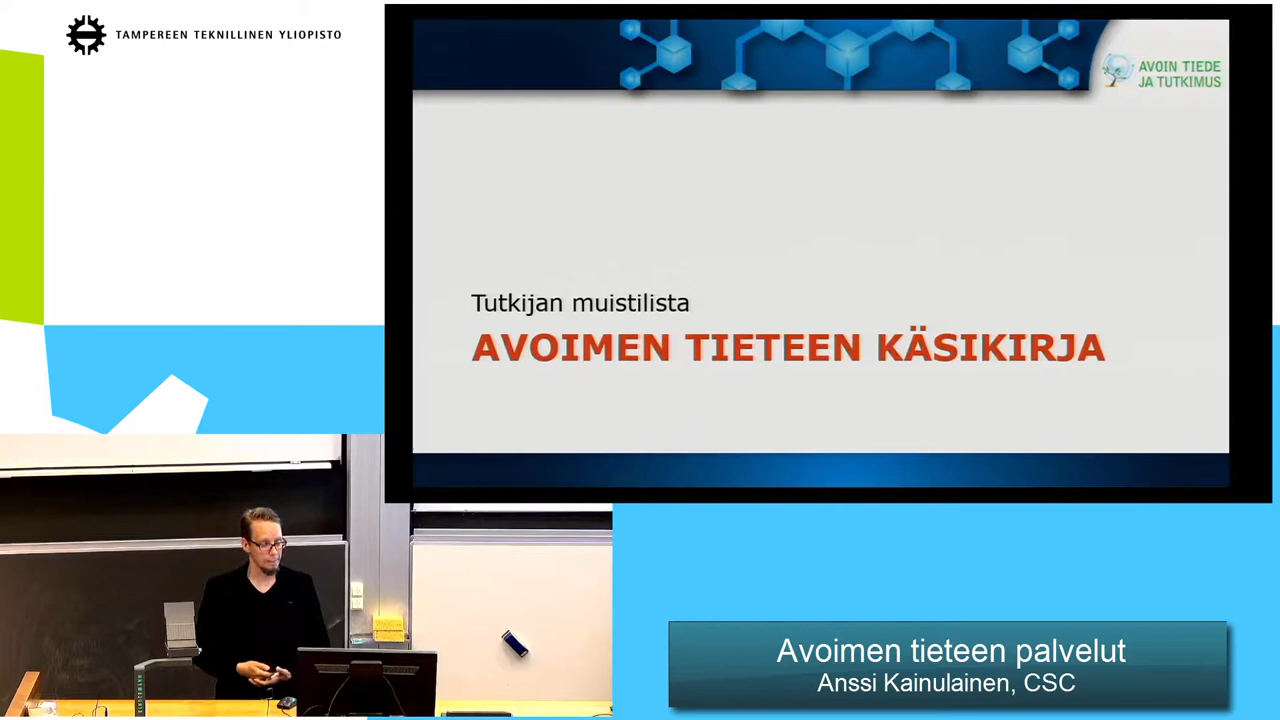 TAMPEREEN TEKNILLINEN YLIOPISTO
AVOIN TIEDE
JA TUTKIMUS
Tutkijan muistilista
AVOIMEN TIETEEN KÄSIKIRJA
Avoimen tieteen palvelut
Anssi Kainulainen, CSC